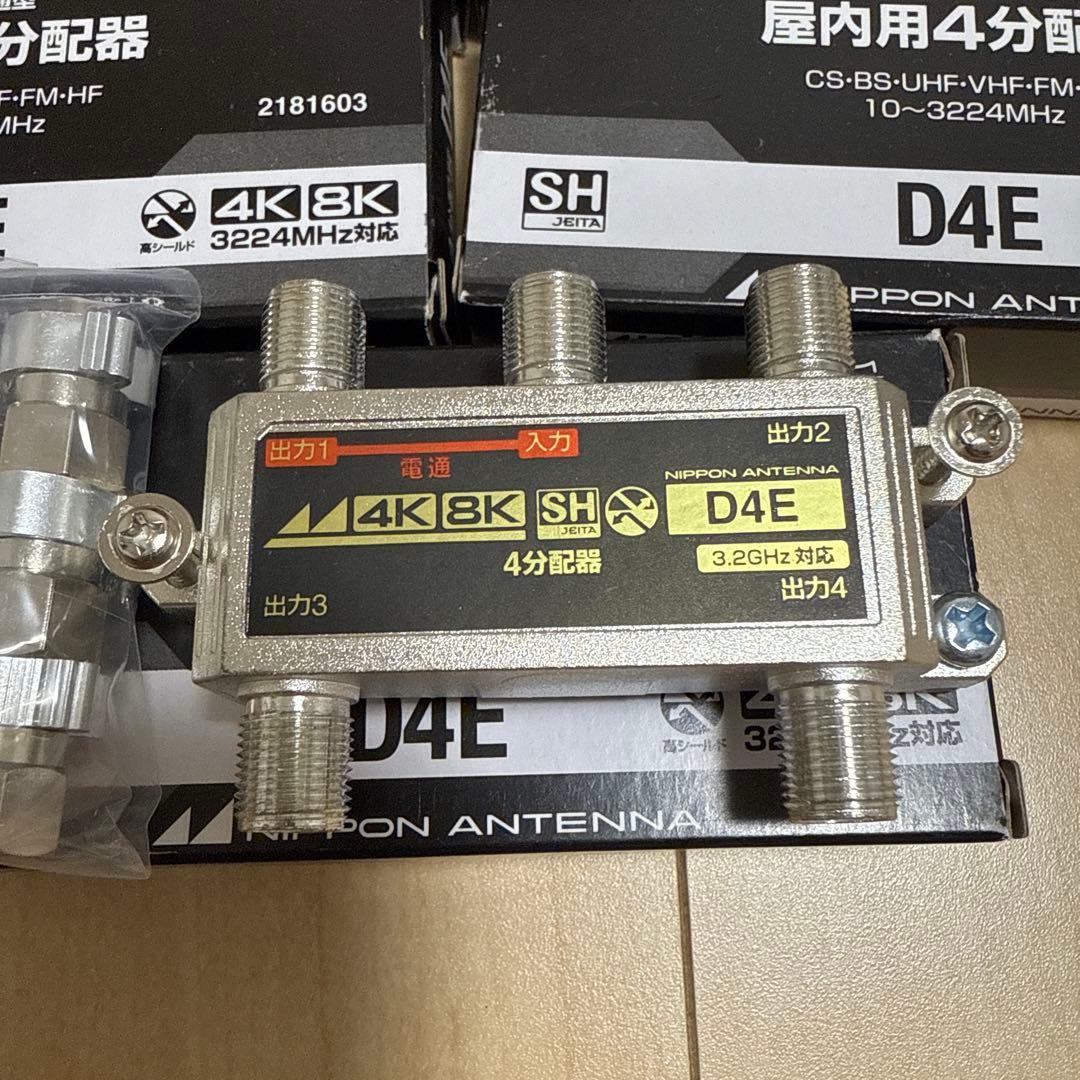 分配器
F・FM・HF
MHz
2181603
4K 8K
高シールド
3224MHz対応
屋内用4分配
CS・BS・UHF・VHF・FM・
10～3224MHz
SH
JEITA
D4E
NIPPON ANTENNA
出力1
電通
入力
出力2
NIPPON ANTENNA
4K 8K
SH
JEITA
D4E
4分配器
3.2GHz対応
出力3
出力4
D4E
高シールド
対応
NIPPON ANTENNA